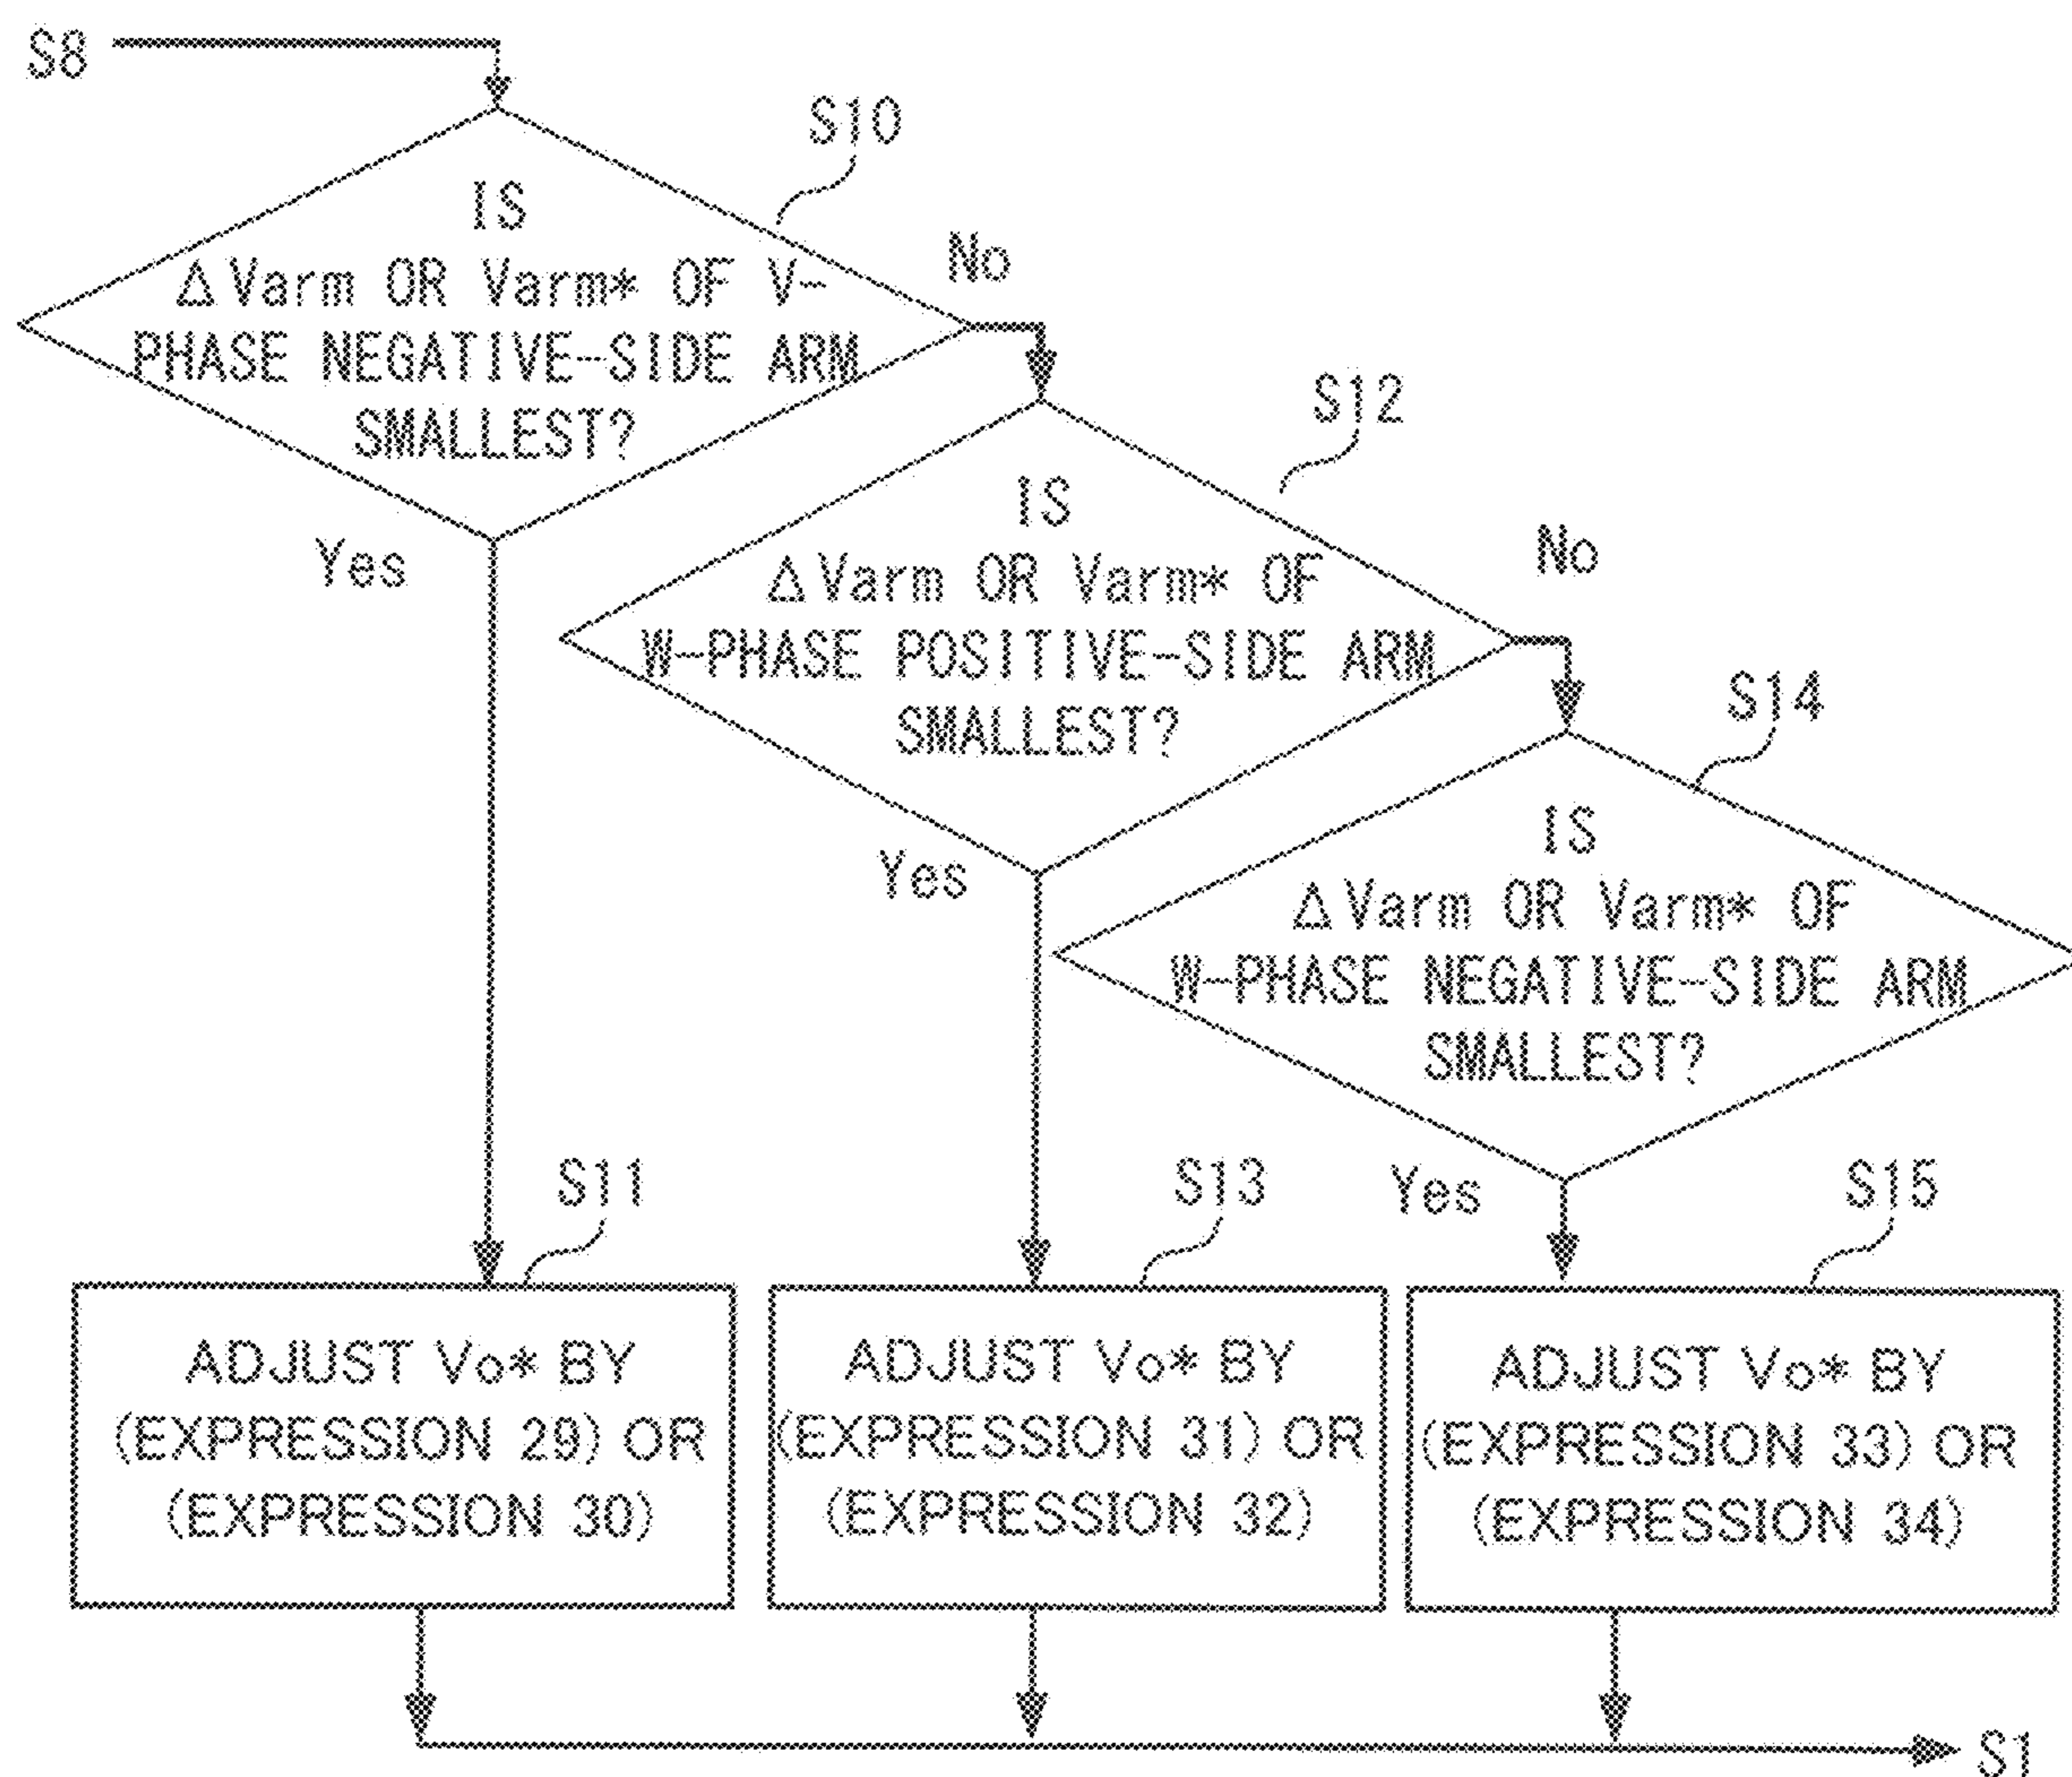 S8
S10
IS
ΔVarm OR Varm* OF V-
PHASE NEGATIVE-SIDE ARM
SMALLEST?
No
Yes
S12
IS
ΔVarm OR Varm* OF
W-PHASE POSITIVE-SIDE ARM
SMALLEST?
No
Yes
S14
IS
ΔVarm OR Varm* OF
W-PHASE NEGATIVE-SIDE ARM
SMALLEST?
Yes
S11
ADJUST Vo* BY
(EXPRESSION 29) OR
(EXPRESSION 30)
S13
ADJUST Vo* BY
(EXPRESSION 31) OR
(EXPRESSION 32)
S15
ADJUST Vo* BY
(EXPRESSION 33) OR
(EXPRESSION 34)
S1